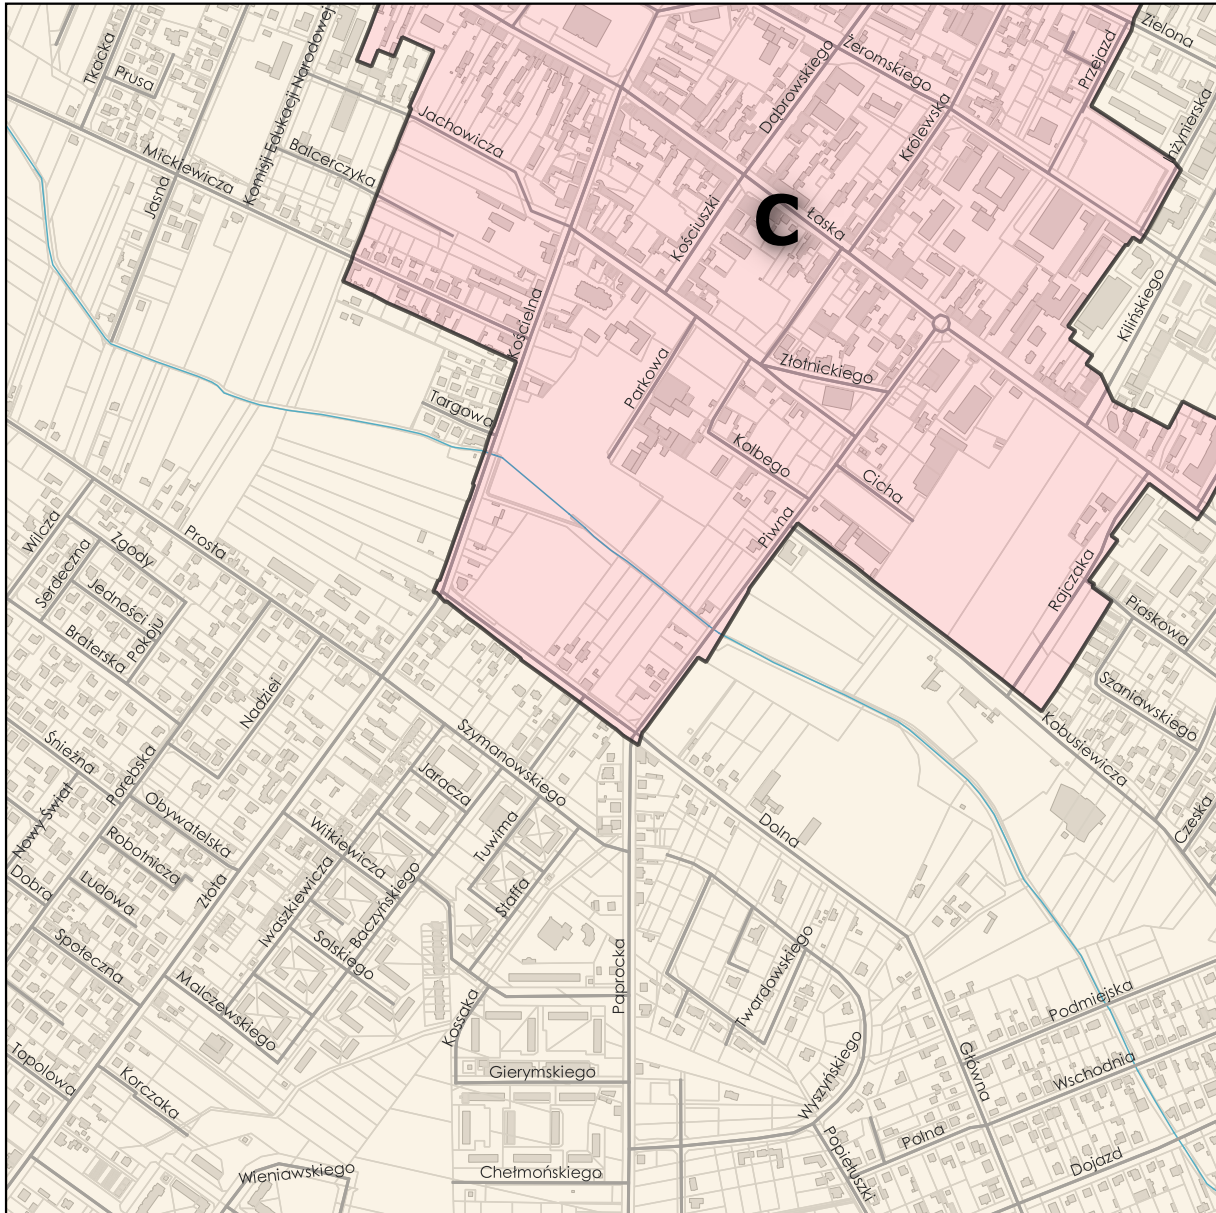 Tkacka
Prusa
Komisji Edukacji Narodowej
Balcerczyka
Mickiewicza
Jasna
Jachowicza
Dąbrowskiego
Żeromskiego
Królewska
Przejazd
Zielona
Inżynierska
Kościuszki
C
Łaska
Kilińskiego
Kościelna
Targowa
Parkowa
Złotnickiego
Kolbego
Cicha
Piwna
Rajczaka
Piaskowa
Szaniawskiego
Kobusiewicza
Czeska
Wilcza
Zgody
Prosta
Serdeczna
Jedności
Pokoju
Braterska
Nadziei
Śnieżna
Porębska
Nowy Świat
Obywatelska
Robotnicza
Dobra
Ludowa
Złota
Społeczna
Malczewskiego
Topolowa
Korczaka
Szymanowskiego
Jaracza
Witkiewicza
Tuwima
Staffa
Iwaszkiewicza
Baczyńskiego
Solskiego
Kossaka
Paprocka
Gierymskiego
Chełmońskiego
Wieniawskiego
Dolna
Twardowskiego
Wyszyńskiego
Główna
Podmiejska
Wschodnia
Polna
Popiełuszki
Dojazd